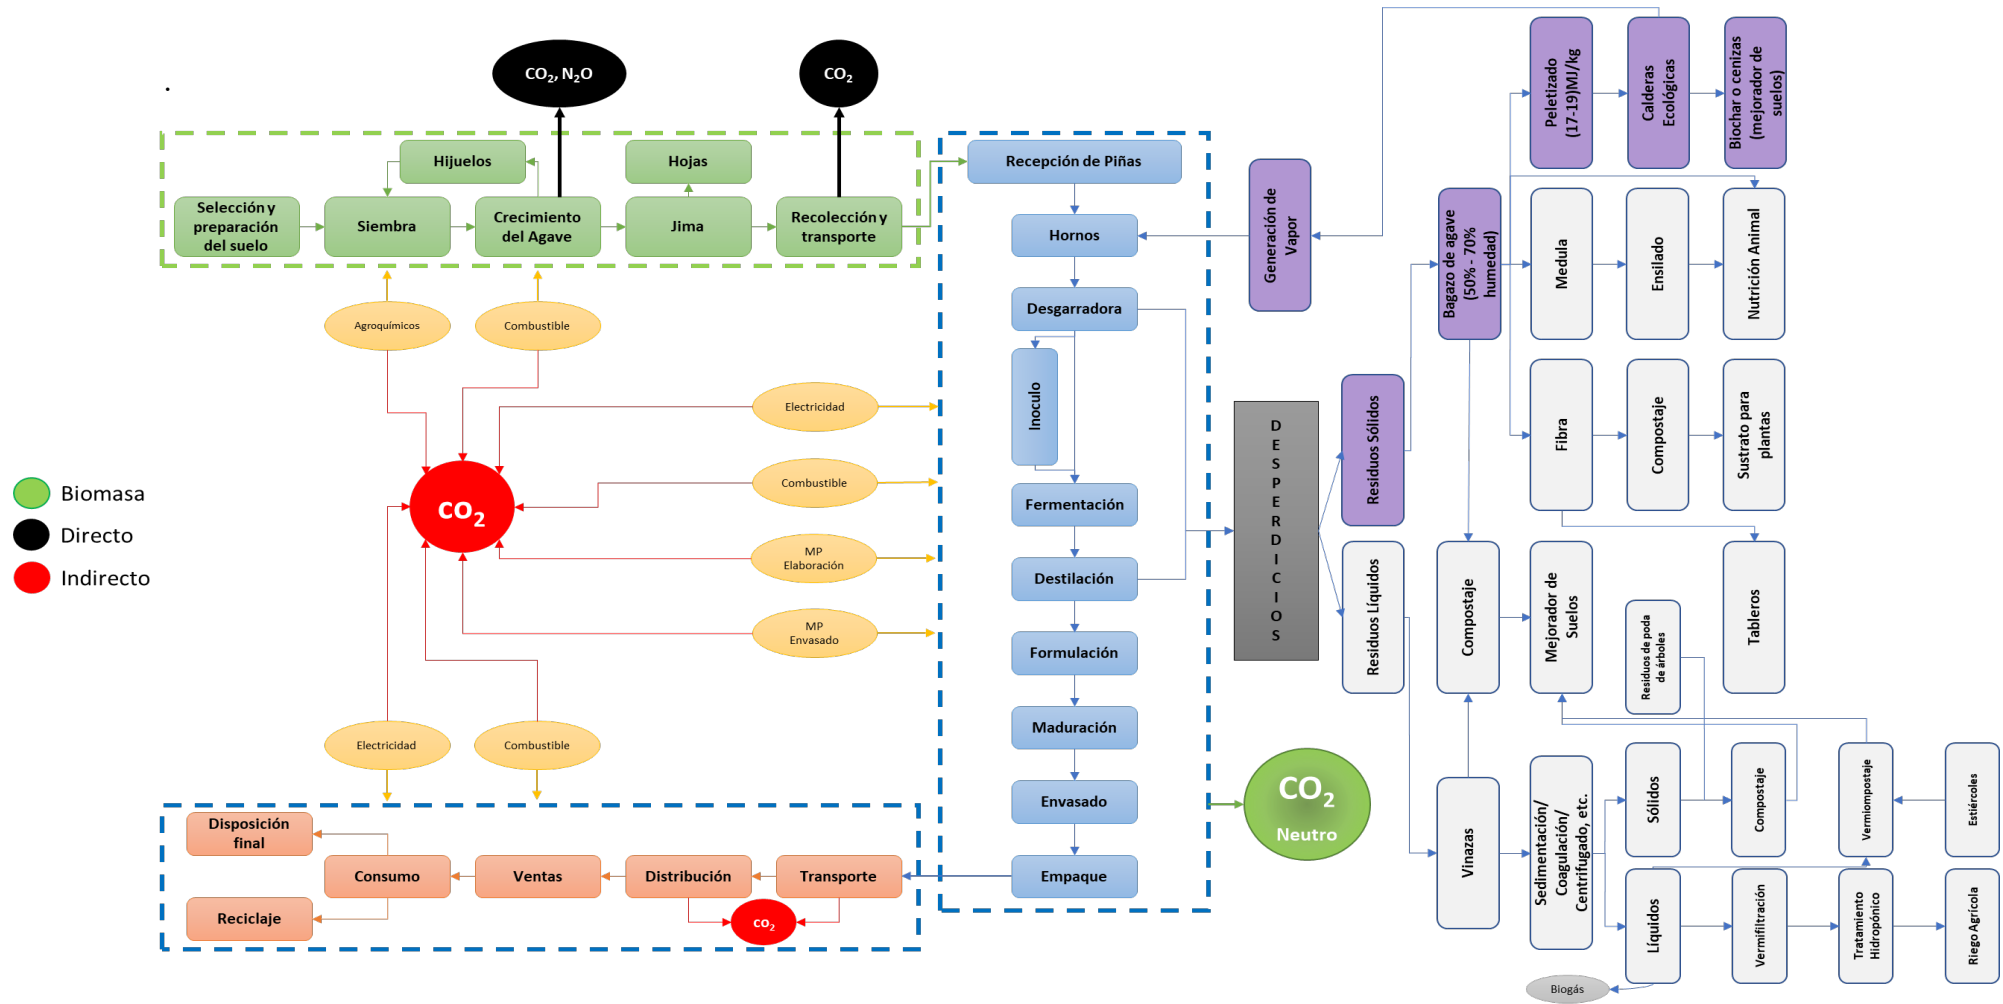 CO₂, N₂O
CO₂
.
Hijuelos
Hojas
Selección y
preparación
del suelo
Siembra
Crecimiento
del Agave
Jima
Recolección y
transporte
Agroquímicos
Combustible
Electricidad
Combustible
MP
Elaboración
MP
Envasado
CO₂
Biomasa
Directo
Indirecto
Electricidad
Combustible
Disposición
final
Reciclaje
Consumo
Ventas
Distribución
Transporte
CO₂
Recepción de Piñas
Hornos
Desgarradora
Inoculo
Fermentación
Destilación
Formulación
Maduración
Envasado
Empaque
CO₂
Neutro
Generación de
Vapor
DESPERDICIOS
Residuos Sólidos
Residuos Líquidos
Bagazo de agave
(50% - 70%
humedad)
Peletizado
(17-19)MJ/kg
Calderas
Ecológicas
Biochar o cenizas
(mejorador de
suelos)
Medula
Ensilado
Nutrición Animal
Fibra
Compostaje
Sustrato para
plantas
Tableros
Compostaje
Mejorador de
Suelos
Residuos de poda
de árboles
Vinazas
Sedimentación/
Coagulación/
Centrifugado, etc.
Sólidos
Compostaje
Vermiompostaje
Estiércoles
Líquidos
Vermifiltración
Tratamiento
Hidropónico
Riego Agrícola
Biogás